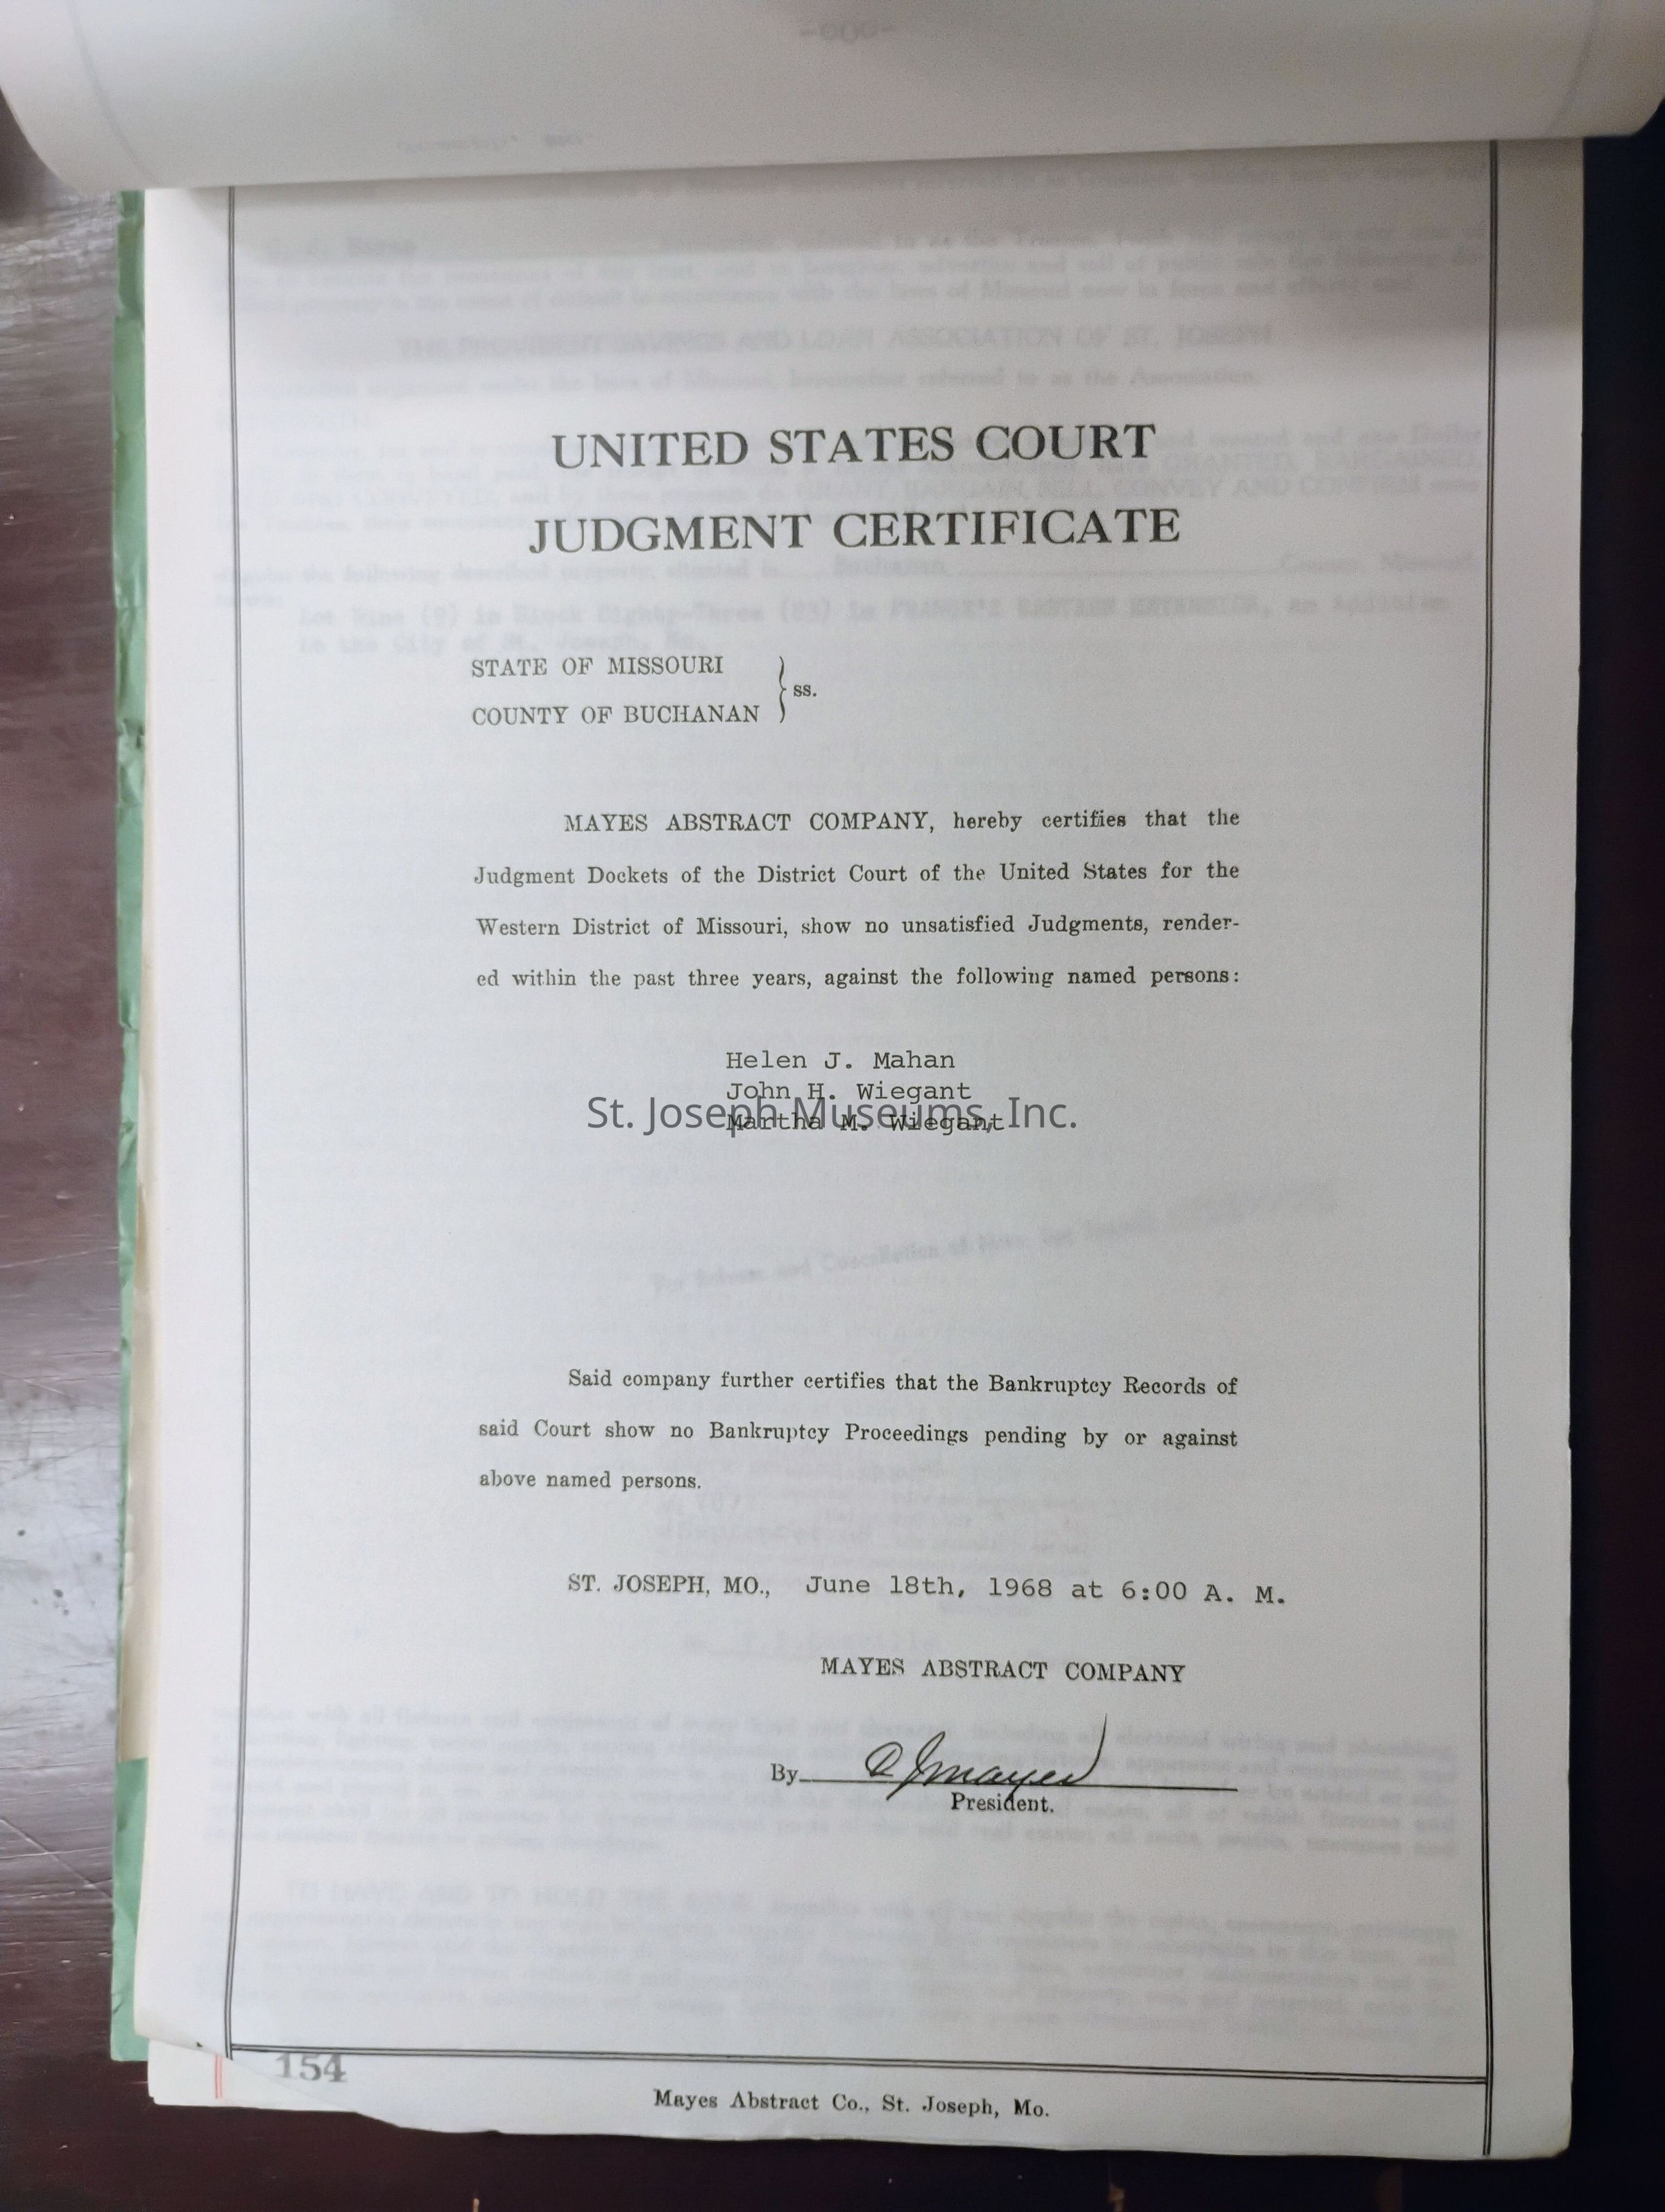 UNITED STATES COURT
JUDGMENT CERTIFICATE
STATE OF MISSOURI
ss.
COUNTY OF BUCHANAN
MAYES ABSTRACT COMPANY, hereby certifies that the
Judgment Dockets of the District Court of the United States for the
Western District of Missouri, show no unsatisfied Judgments, render-
ed within the past three years, against the following named persons:
Helen J. Mahan
John H. Wiegant
St. Joseph Museums, Inc.
Martha M. Wiegant
Said company further certifies that the Bankruptcy Records of
said Court show no Bankruptcy Proceedings pending by or against
above named persons.
ST. JOSEPH, MO., June 18th, 1968 at 6:00 A. M.
MAYES ABSTRACT COMPANY
By
President.
154
Mayes Abstract Co., St. Joseph, Mo.